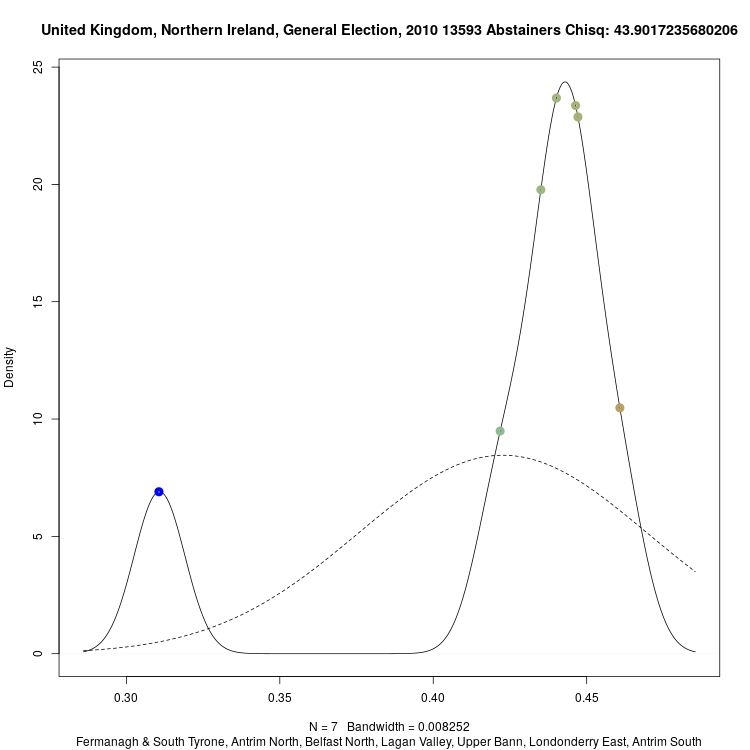 United Kingdom, Northern Ireland, General Election, 2010 13593 Abstainers Chisq: 43.9017235680206
Density
25
20
15
10
5
0
0.30 0.35 0.40 0.45
N = 7 Bandwidth = 0.008252
Fermanagh & South Tyrone, Antrim North, Belfast North, Lagan Valley, Upper Bann, Londonderry East, Antrim South